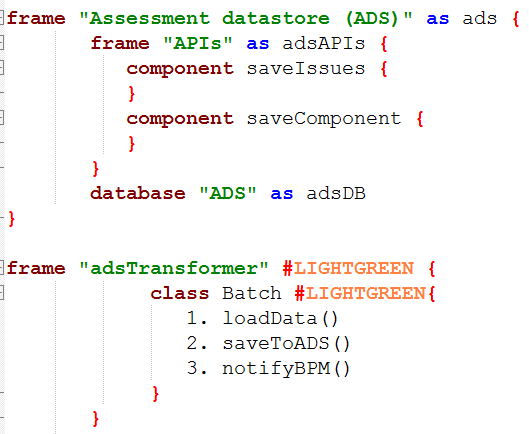 frame "Assessment datastore (ADS)" as ads {
frame "APIs" as adsAPIs {
component saveIssues {
}
component saveComponent {
}
}
database "ADS" as adsDB
}
frame "adsTransformer" #LIGHTGREEN {
class Batch #LIGHTGREEN{
1. loadData()
2. saveToADS()
3. notifyBPM()
}
}